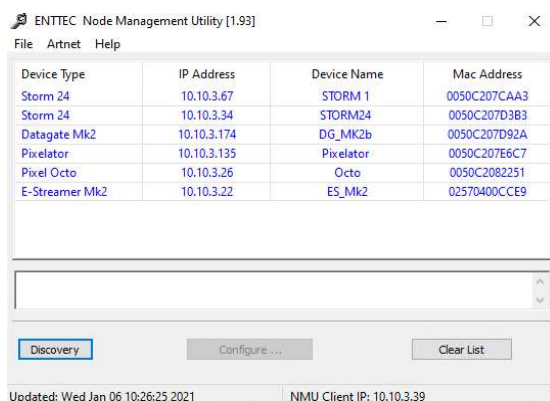 ENTTEC Node Management Utility [1.93]
File Artnet Help
Device Type IP Address Device Name Mac Address
Storm 24 10.10.3.67 STORM 1 0050C207CAA3
Storm 24 10.10.3.34 STORM24 0050C207D3B3
Datagate Mk2 10.10.3.174 DG_MK2b 0050C207D92A
Pixelator 10.10.3.135 Pixelator 0050C207E6C7
Pixel Octo 10.10.3.26 Octo 0050C2082251
E-Streamer Mk2 10.10.3.22 ES_Mk2 02570400CCE9
Discovery Configure ... Clear List
Updated: Wed Jan 06 10:26:25 2021 NMU Client IP: 10.10.3.39